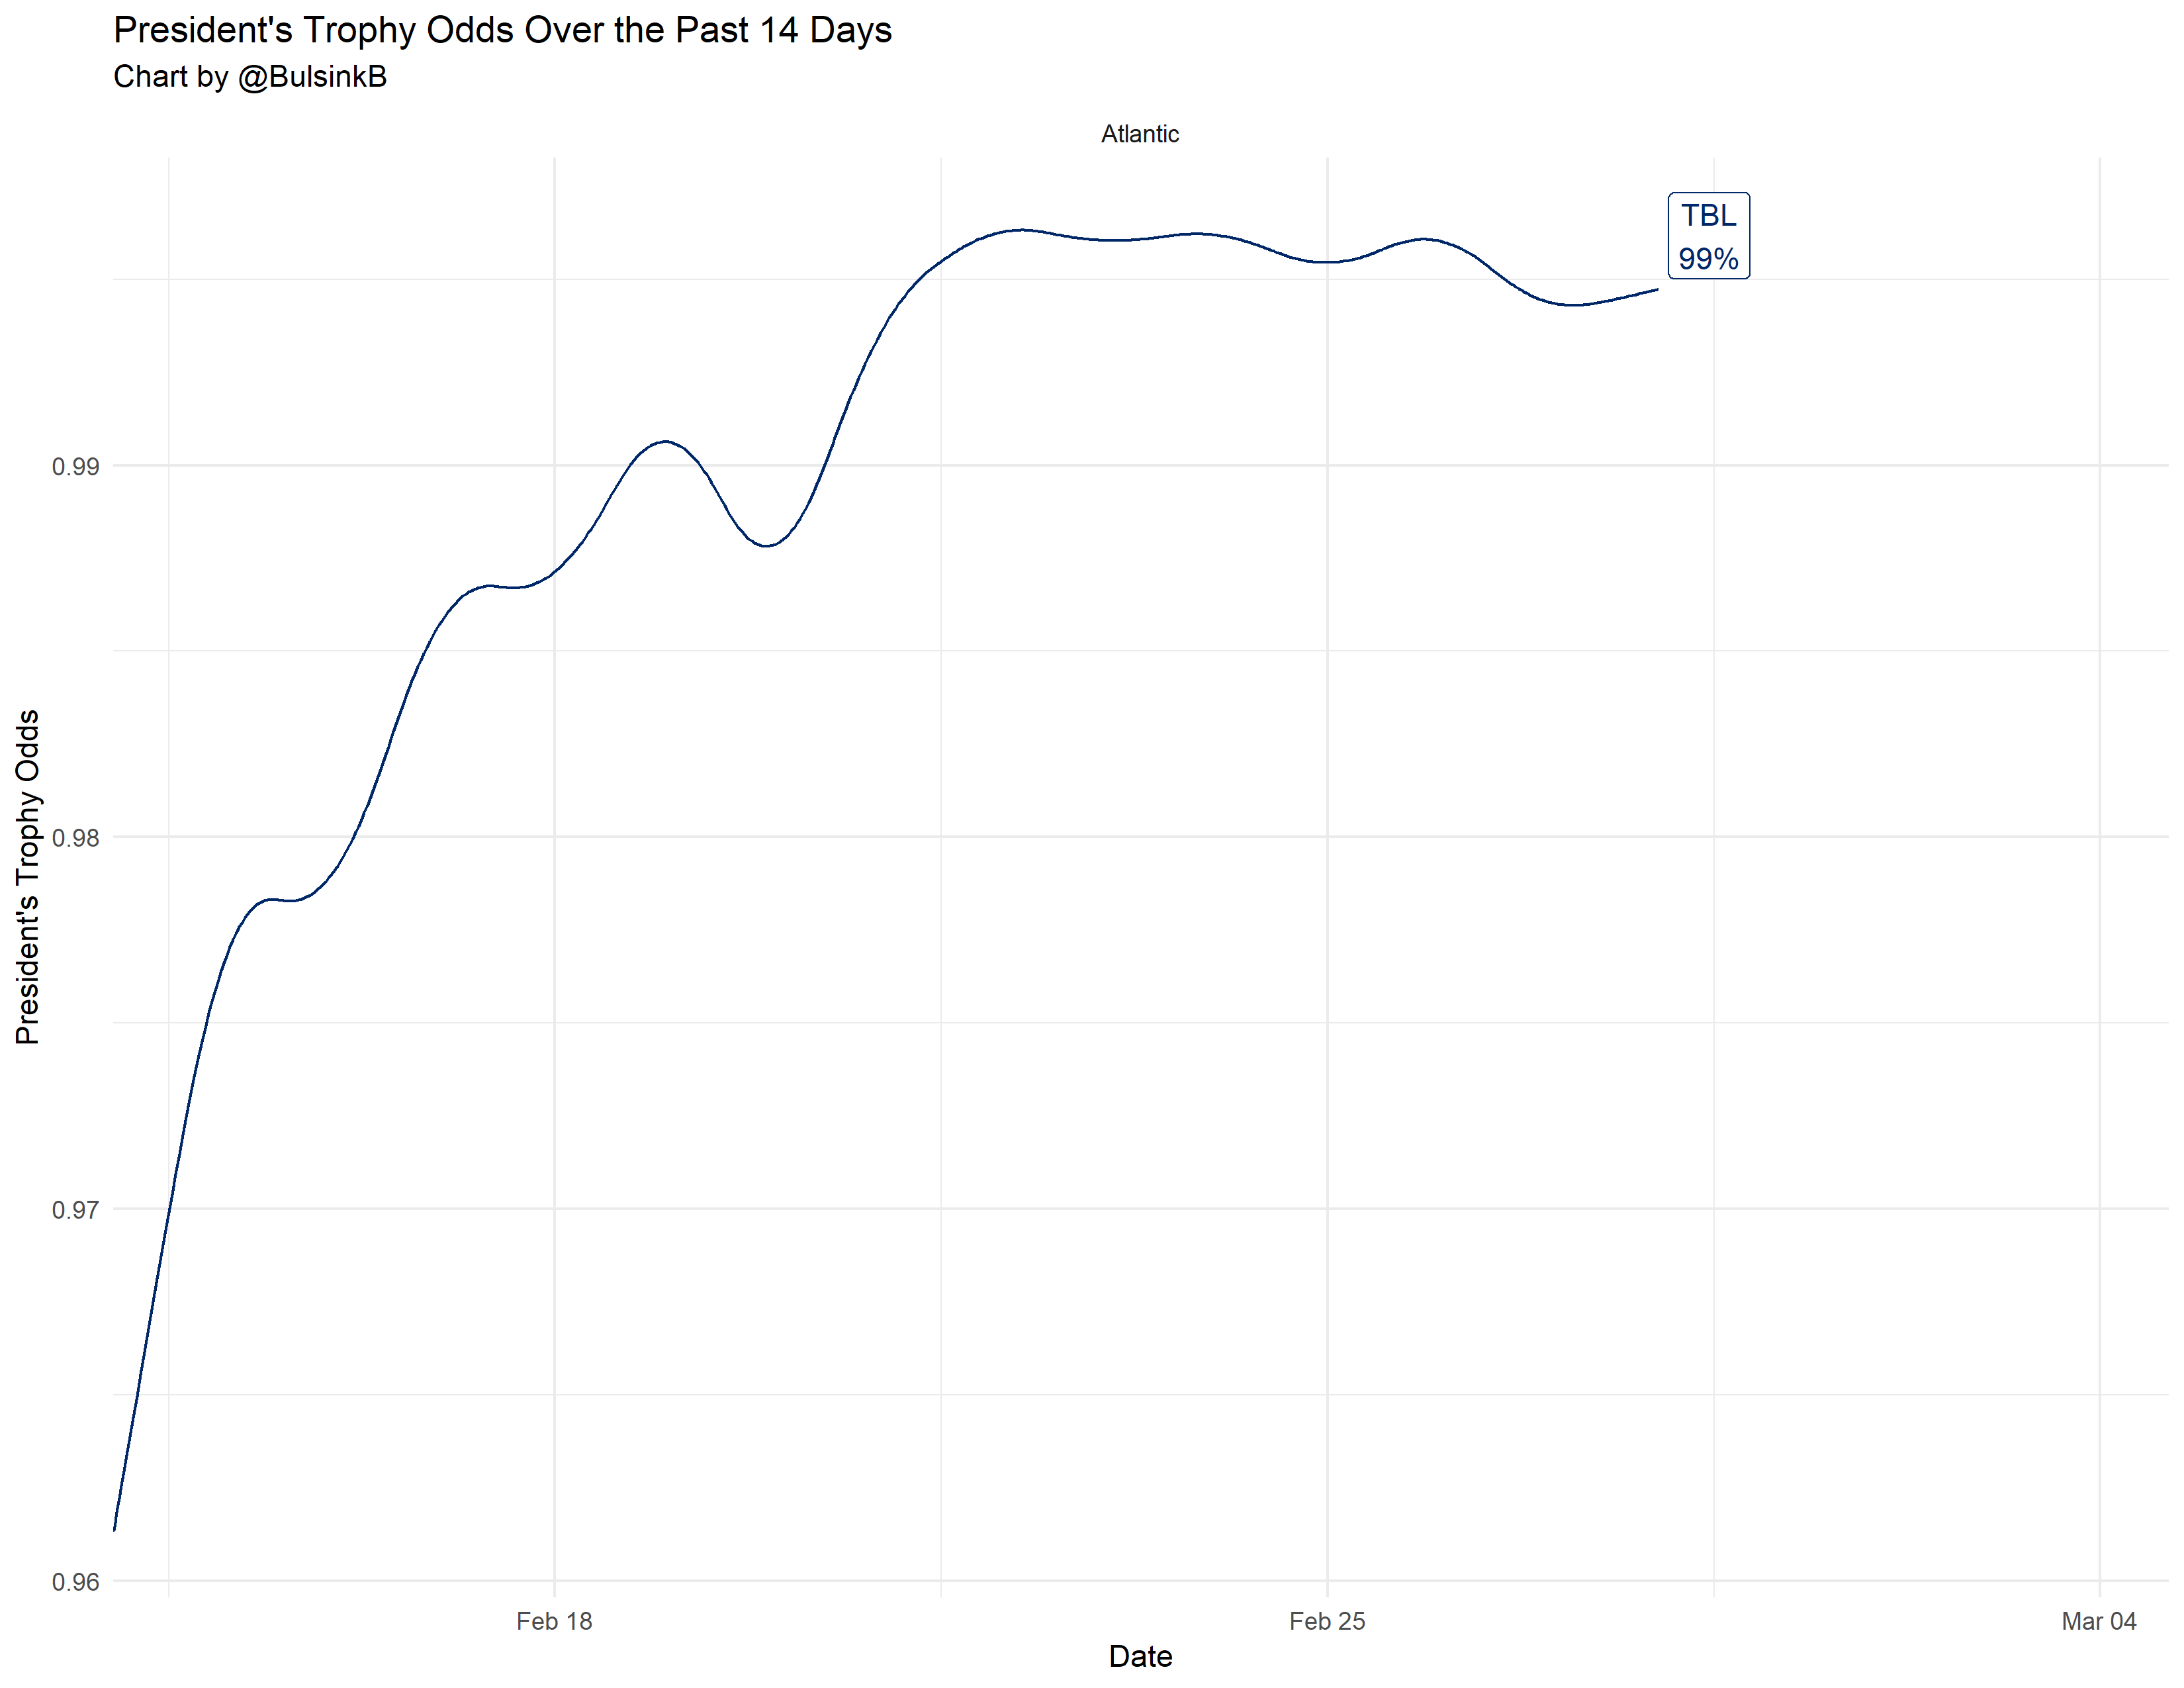 President's Trophy Odds Over the Past 14 Days
Chart by @BulsinkB
Atlantic
TBL
99%
President's Trophy Odds
0.99
0.98
0.97
0.96
Feb 18
Feb 25
Mar 04
Date